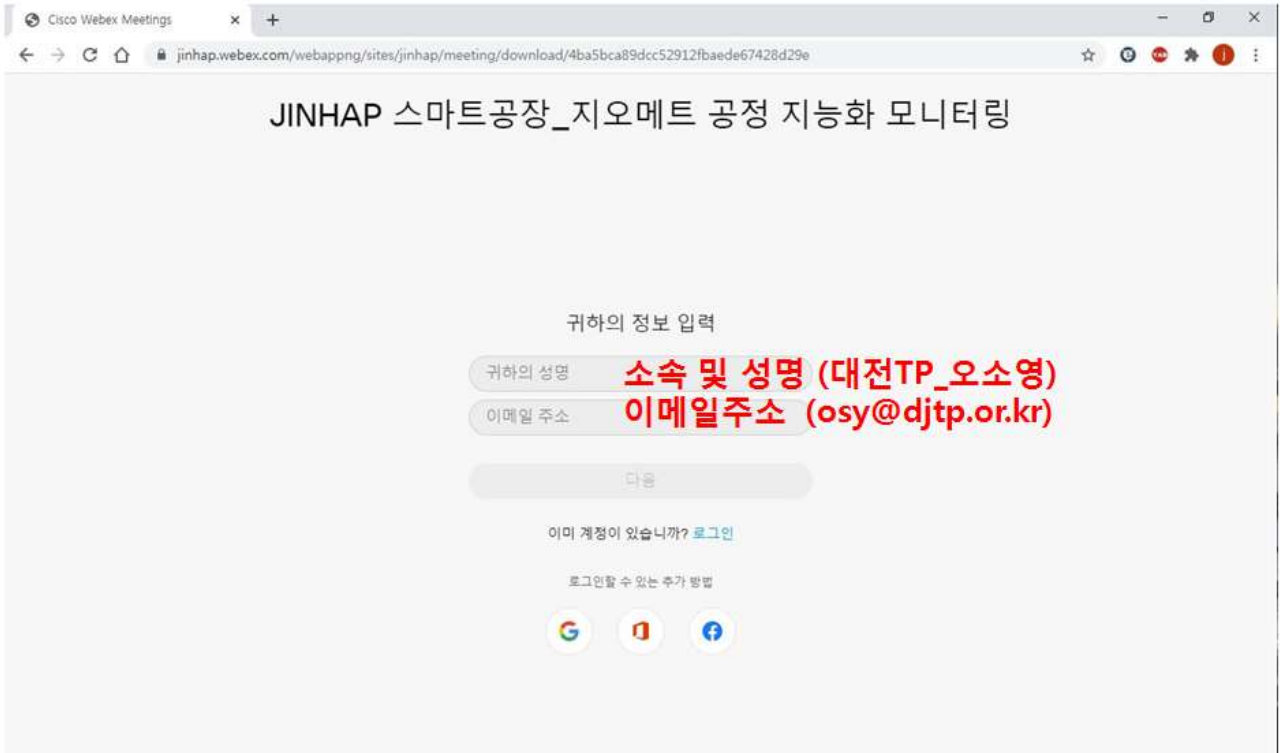 Cisco Webex Meetings
jinhap.webex.com/webappng/sites/jinhap/meeting/download/4ba5bca89dcc52912fbaede67428d29e
JINHAP 스마트공장_지오메트 공정 지능화 모니터링
귀하의 정보 입력
귀하의 성명 소속 및 성명 (대전TP_오소영)
이메일 주소 이메일주소 (osy@djtp.or.kr)
다음
이미 계정이 있습니까? 로그인
로그인할 수 있는 추가 방법